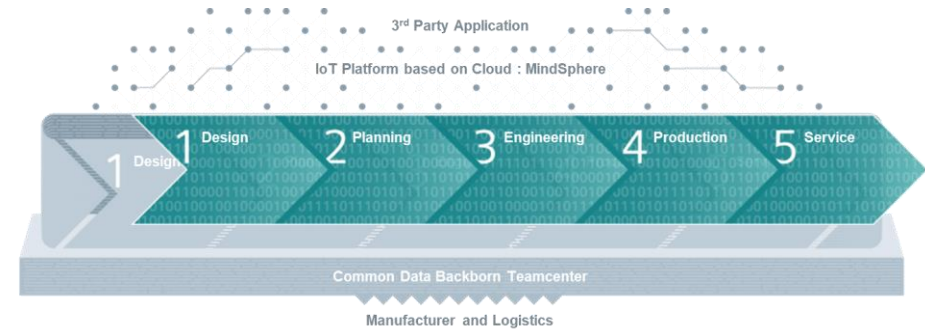 3rd Party Application
IoT Platform based on Cloud : MindSphere
1 Design
1 Design
2 Planning
3 Engineering
4 Production
5 Service
Common Data Backborn Teamcenter
Manufacturer and Logistics